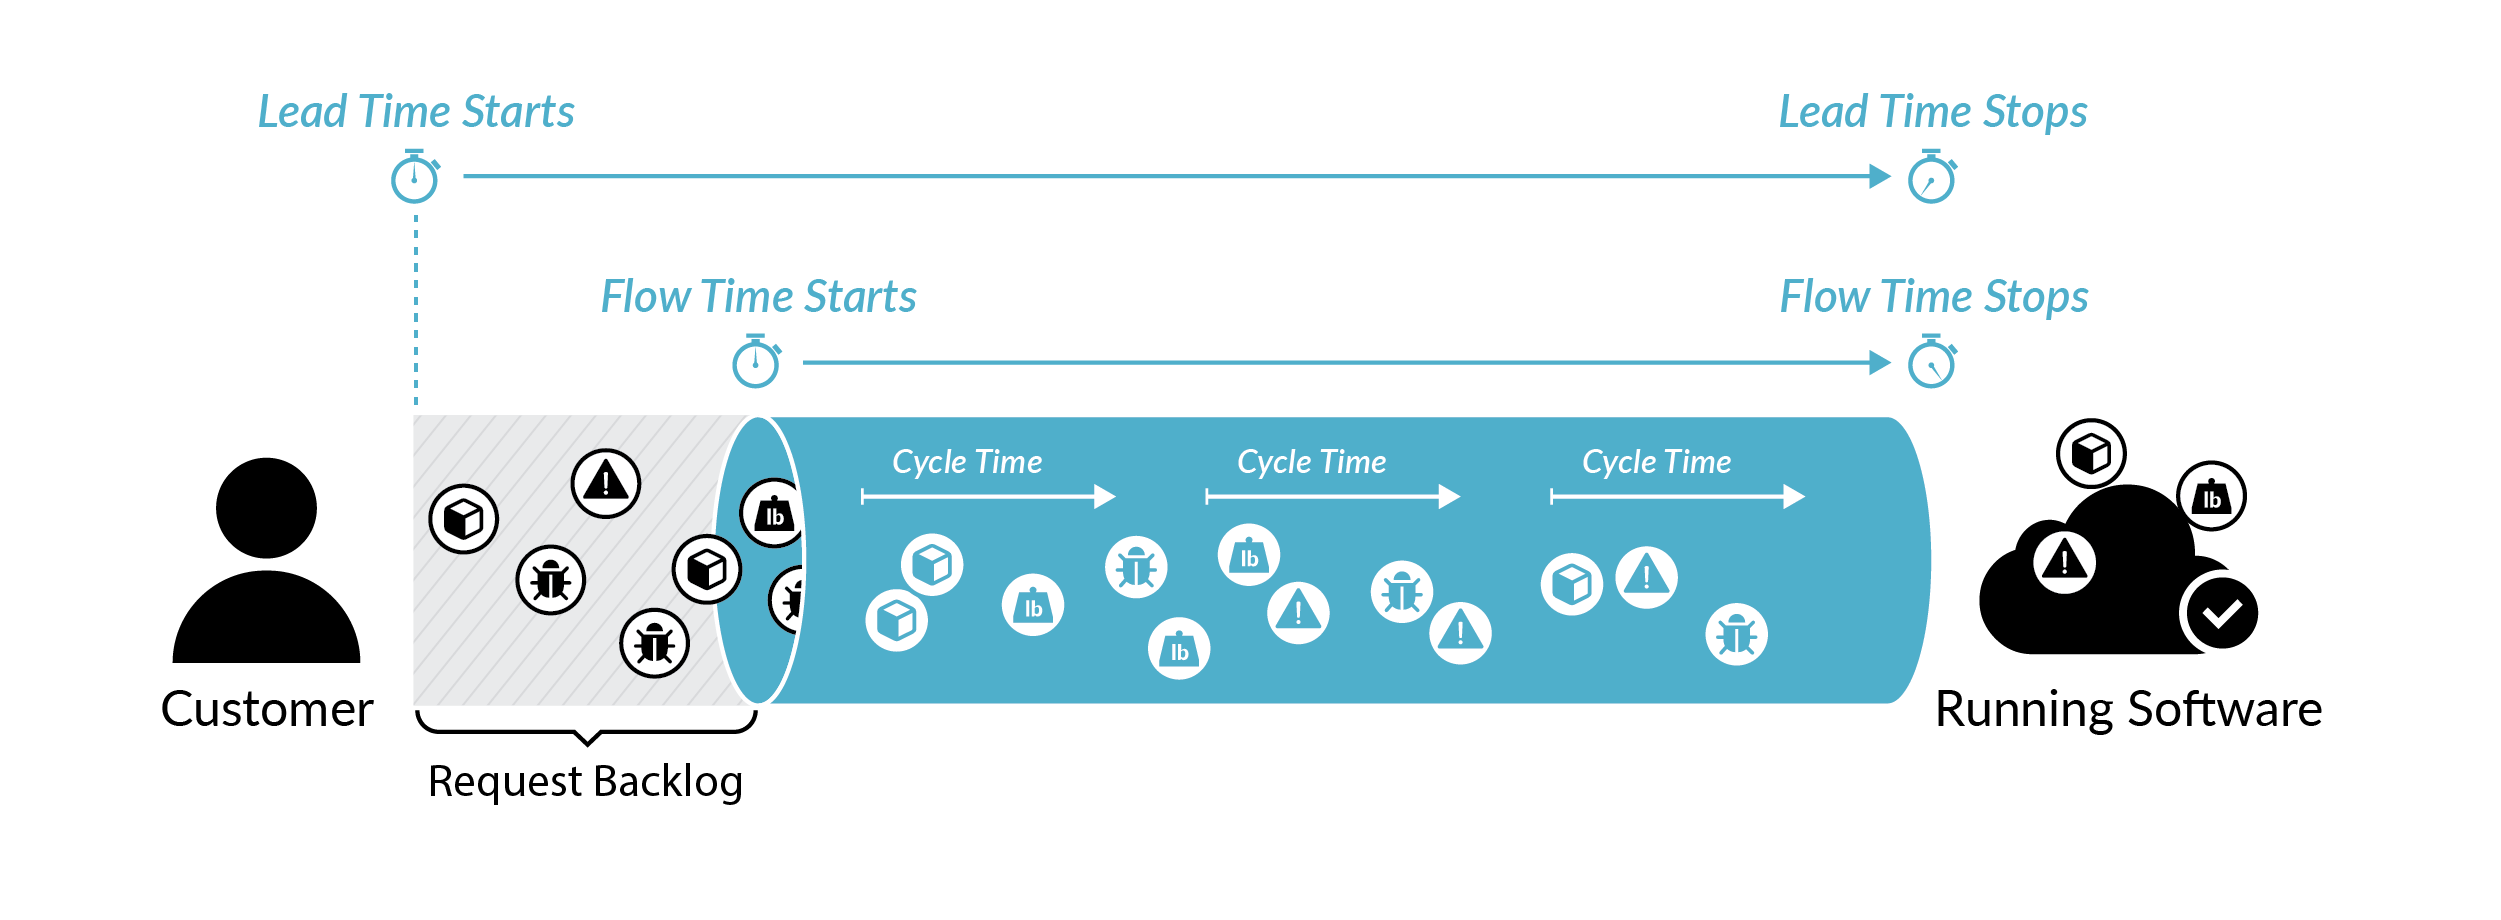 Lead Time Starts
Lead Time Stops
Flow Time Starts
Flow Time Stops
Cycle Time
Cycle Time
Cycle Time
lb
lb
lb
lb
lb
Customer
Running Software
Request Backlog